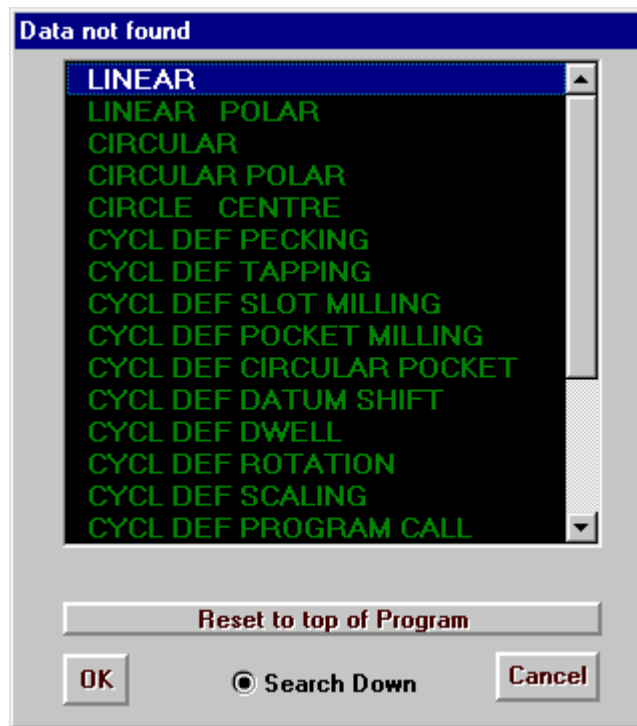 Data not found
LINEAR
LINEAR POLAR
CIRCULAR
CIRCULAR POLAR
CIRCLE CENTRE
CYCL DEF PECKING
CYCL DEF TAPPING
CYCL DEF SLOT MILLING
CYCL DEF POCKET MILLING
CYCL DEF CIRCULAR POCKET
CYCL DEF DATUM SHIFT
CYCL DEF DWELL
CYCL DEF ROTATION
CYCL DEF SCALING
CYCL DEF PROGRAM CALL
Reset to top of Program
OK
Search Down
Cancel